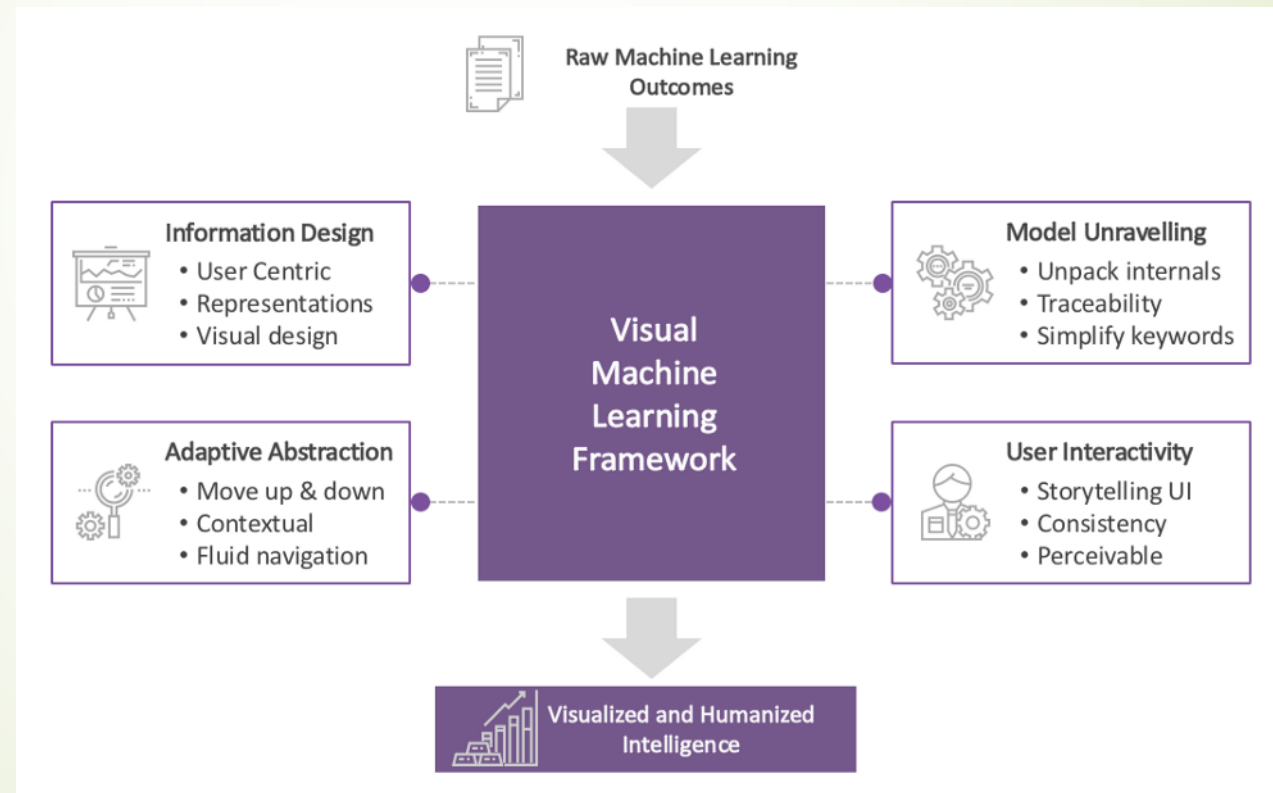 Raw Machine Learning
Outcomes
Information Design
• User Centric
• Representations
• Visual design
Adaptive Abstraction
• Move up & down
• Contextual
• Fluid navigation
Visual
Machine
Learning
Framework
Model Unravelling
• Unpack internals
• Traceability
• Simplify keywords
User Interactivity
• Storytelling UI
• Consistency
• Perceivable
Visualized and Humanized
Intelligence